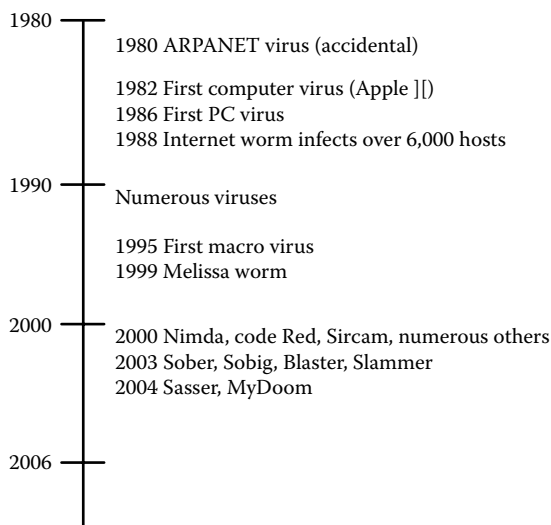 1980
1980 ARPANET virus (accidental)
1982 First computer virus (Apple ][)
1986 First PC virus
1988 Internet worm infects over 6,000 hosts
1990
Numerous viruses
1995 First macro virus
1999 Melissa worm
2000
2000 Nimda, code Red, Sircam, numerous others
2003 Sober, Sobig, Blaster, Slammer
2004 Sasser, MyDoom
2006